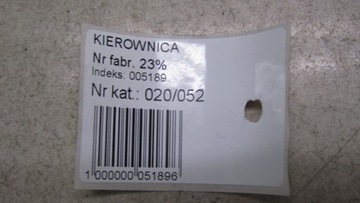 KIEROWNICA
Nr fabr. 23%
Indeks: 005189
Nr kat.: 020/052
1 000000 051896